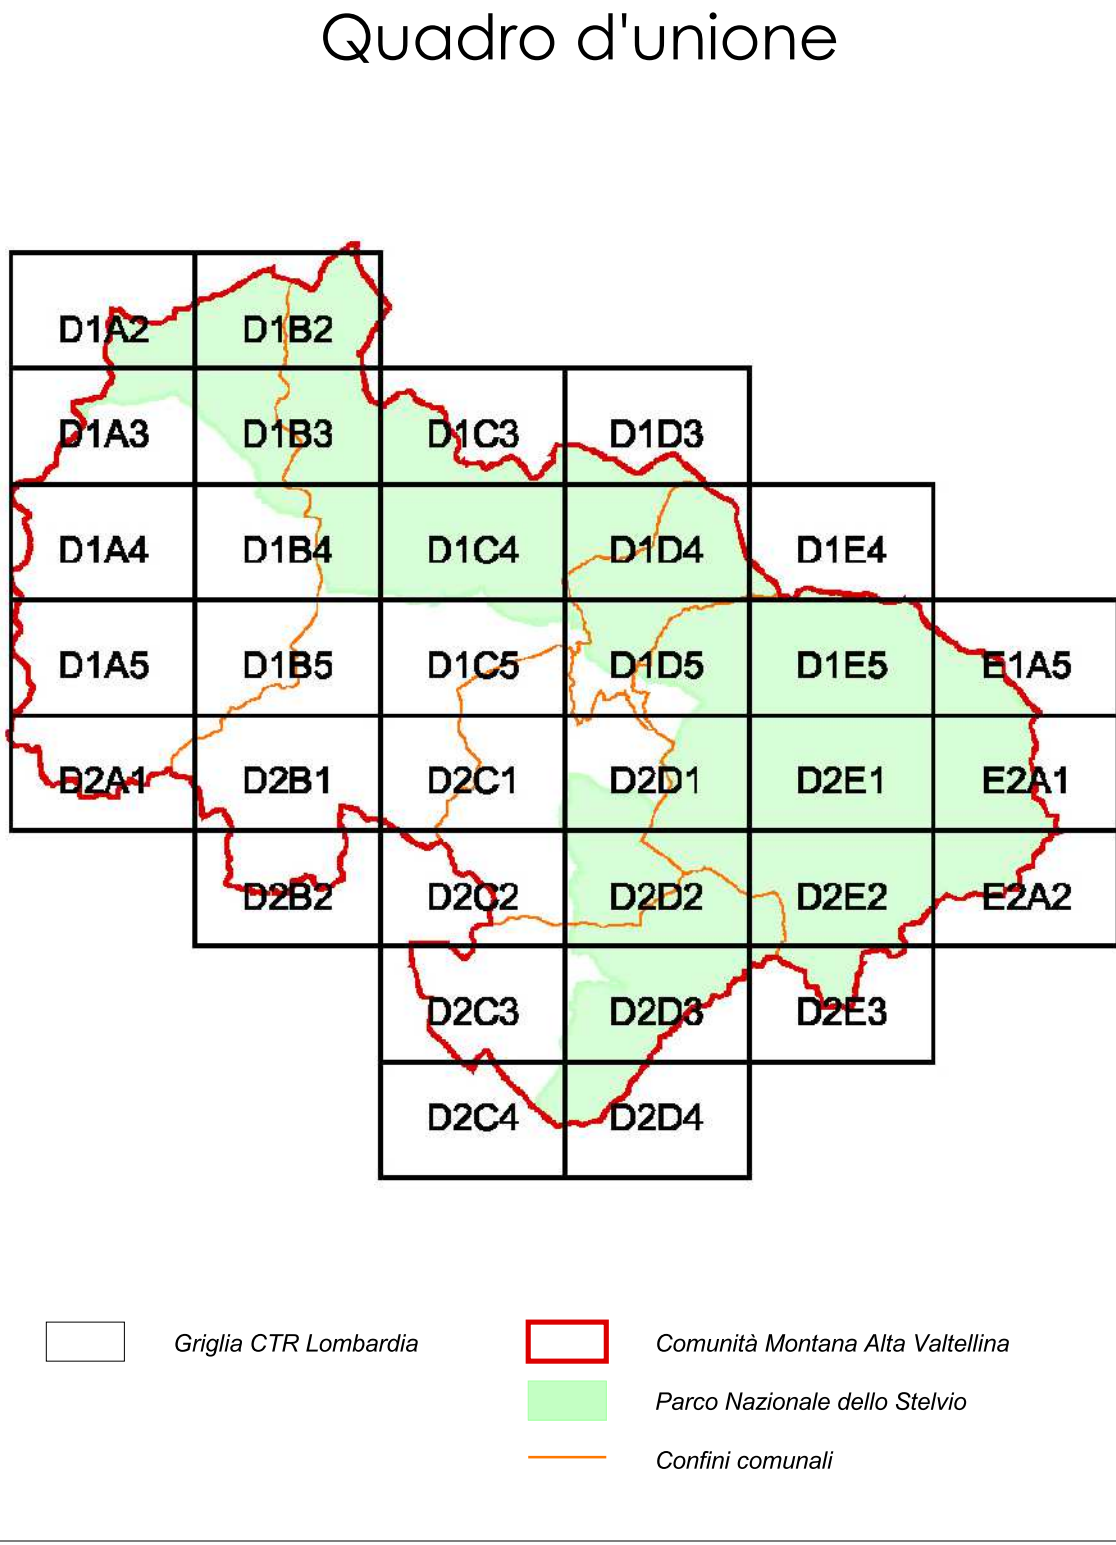 Quadro d'unione
D1A2 D1B2
D1A3 D1B3 D1C3 D1D3
D1A4 D1B4 D1C4 D1D4 D1E4
D1A5 D1B5 D1C5 D1D5 D1E5 E1A5
D2A1 D2B1 D2C1 D2D1 D2E1 E2A1
D2B2 D2C2 D2D2 D2E2 E2A2
D2C3 D2D3 D2E3
D2C4 D2D4
Griglia CTR Lombardia
Comunità Montana Alta Valtellina
Parco Nazionale dello Stelvio
Confini comunali